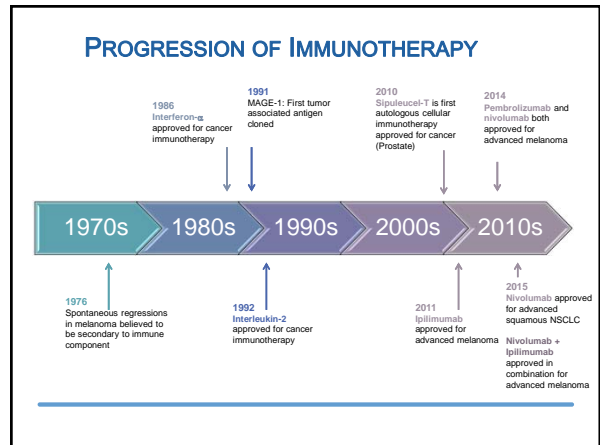 PROGRESSION OF IMMUNOTHERAPY
1986
Interferon-α
approved for cancer
immunotherapy
1991
MAGE-1: First tumor
associated antigen
cloned
2010
Sipuleucel-T is first
autologous cellular
immunotherapy
approved for cancer
(Prostate)
2014
Pembrolizumab and
nivolumab both
approved for
advanced melanoma
1970s
1980s
1990s
2000s
2010s
1976
Spontaneous regressions
in melanoma believed to
be secondary to immune
component
1992
Interleukin-2
approved for cancer
immunotherapy
2011
Ipilimumab
approved for
advanced melanoma
2015
Nivolumab approved
for advanced
squamous NSCLC
Nivolumab +
Ipilimumab
approved in
combination for
advanced melanoma